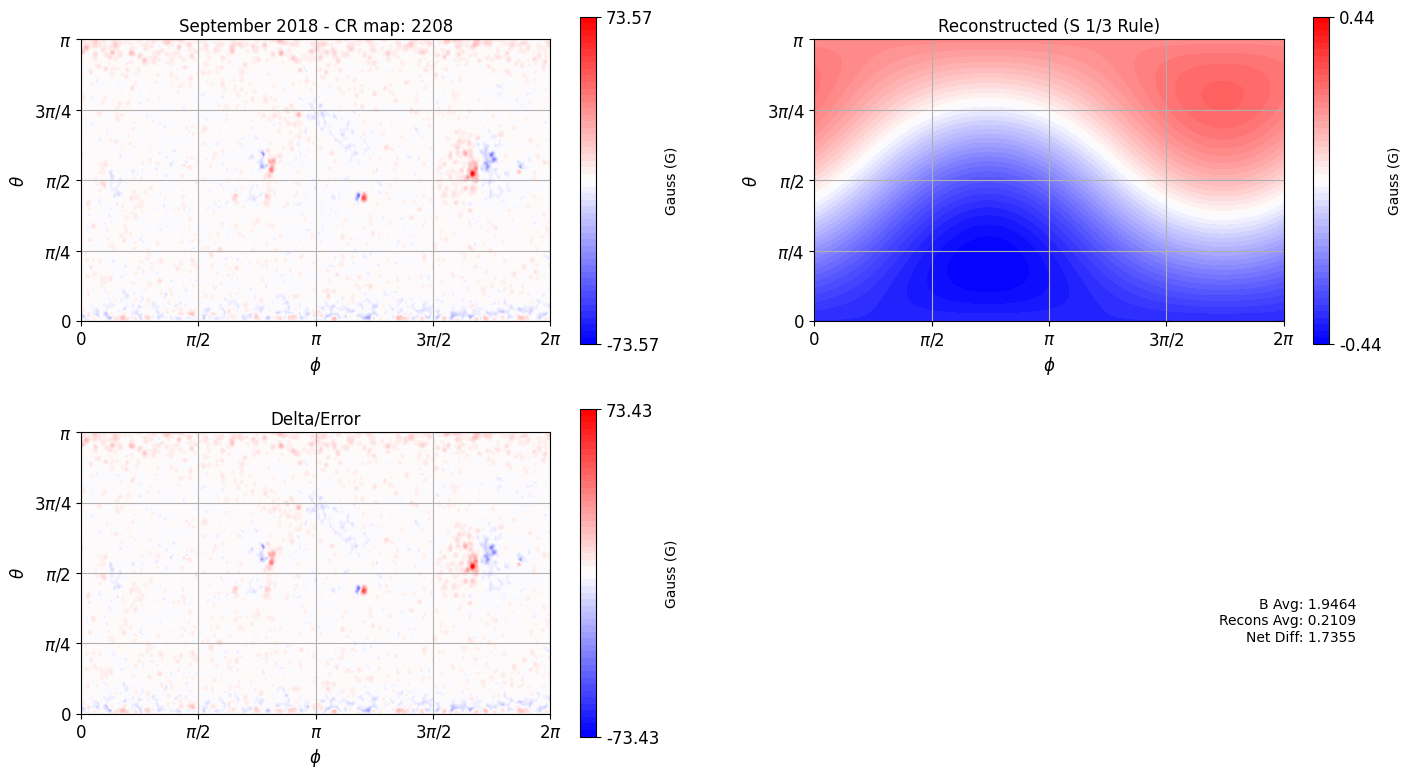 September 2018 - CR map: 2208
π
3π/4
π/2
π/4
0
θ
0
π/2
π
3π/2
2π
ϕ
73.57
-73.57
Gauss (G)
Reconstructed (S 1/3 Rule)
π
3π/4
π/2
π/4
0
θ
0
π/2
π
3π/2
2π
ϕ
0.44
-0.44
Gauss (G)
Delta/Error
π
3π/4
π/2
π/4
0
θ
0
π/2
π
3π/2
2π
ϕ
73.43
-73.43
Gauss (G)
B Avg: 1.9464
Recons Avg: 0.2109
Net Diff: 1.7355